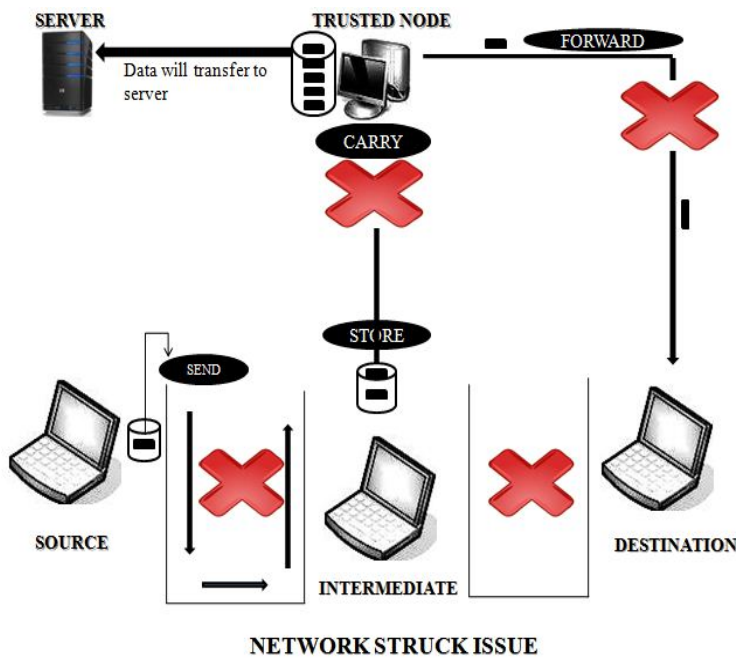 SERVER
TRUSTED NODE
FORWARD
Data will transfer to
server
CARRY
STORE
SEND
SOURCE
INTERMEDIATE
DESTINATION
NETWORK STRUCK ISSUE